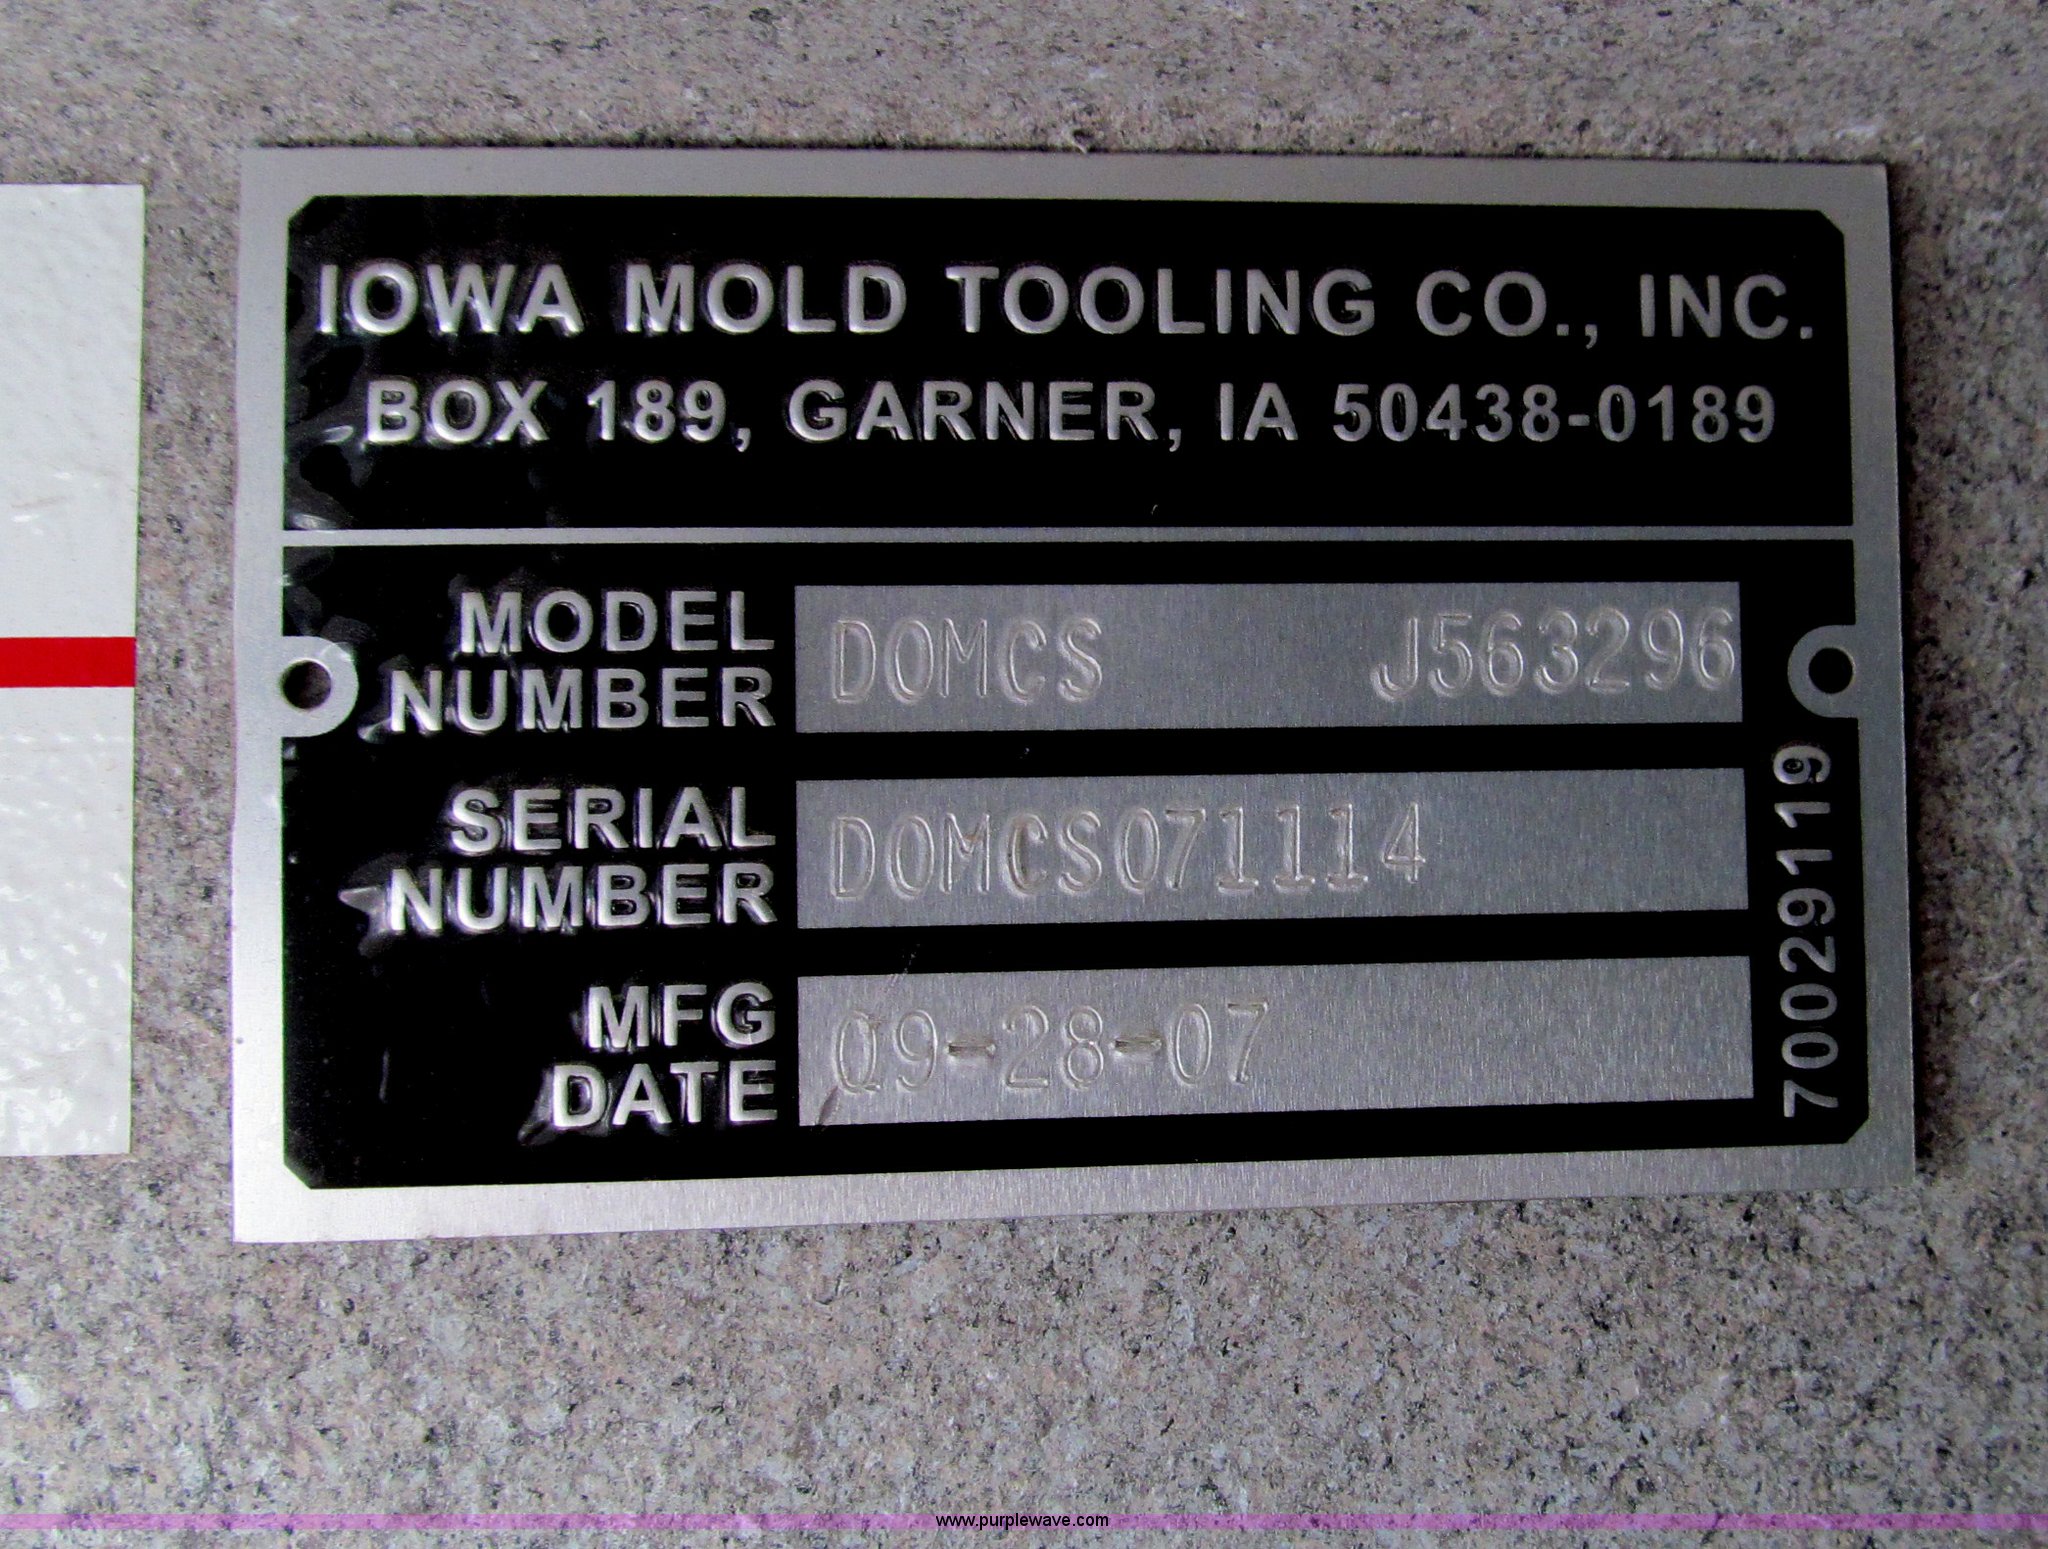 IOWA MOLD TOOLING CO., INC.
BOX 189, GARNER, IA 50438-0189
MODEL NUMBER DOMCS J563296
SERIAL NUMBER DOMCS071114
MFG DATE 09-28-07
70029119
www.purplewave.com